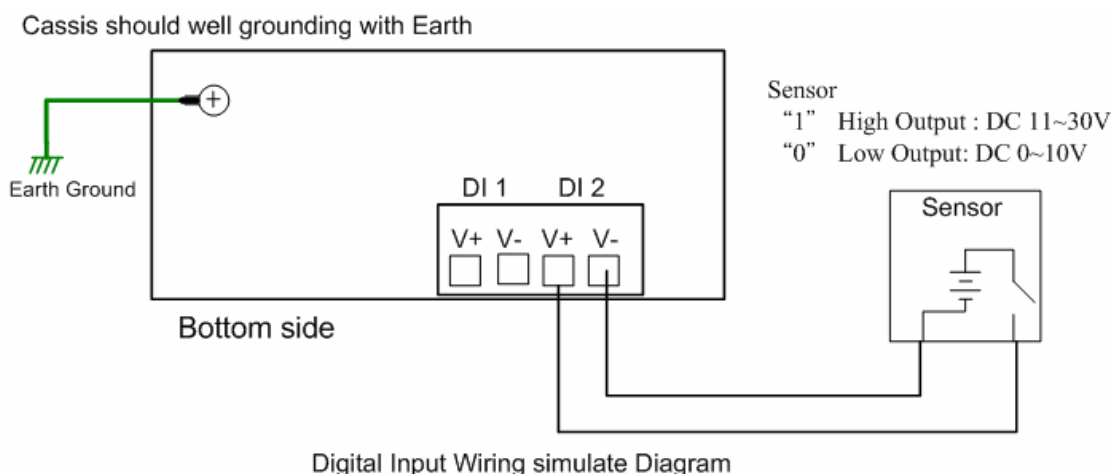 Cassis should well grounding with Earth
Sensor
“1” High Output : DC 11~30V
“0” Low Output: DC 0~10V
Earth Ground
DI 1 DI 2
V+ V- V+ V-
Sensor
Bottom side
Digital Input Wiring simulate Diagram